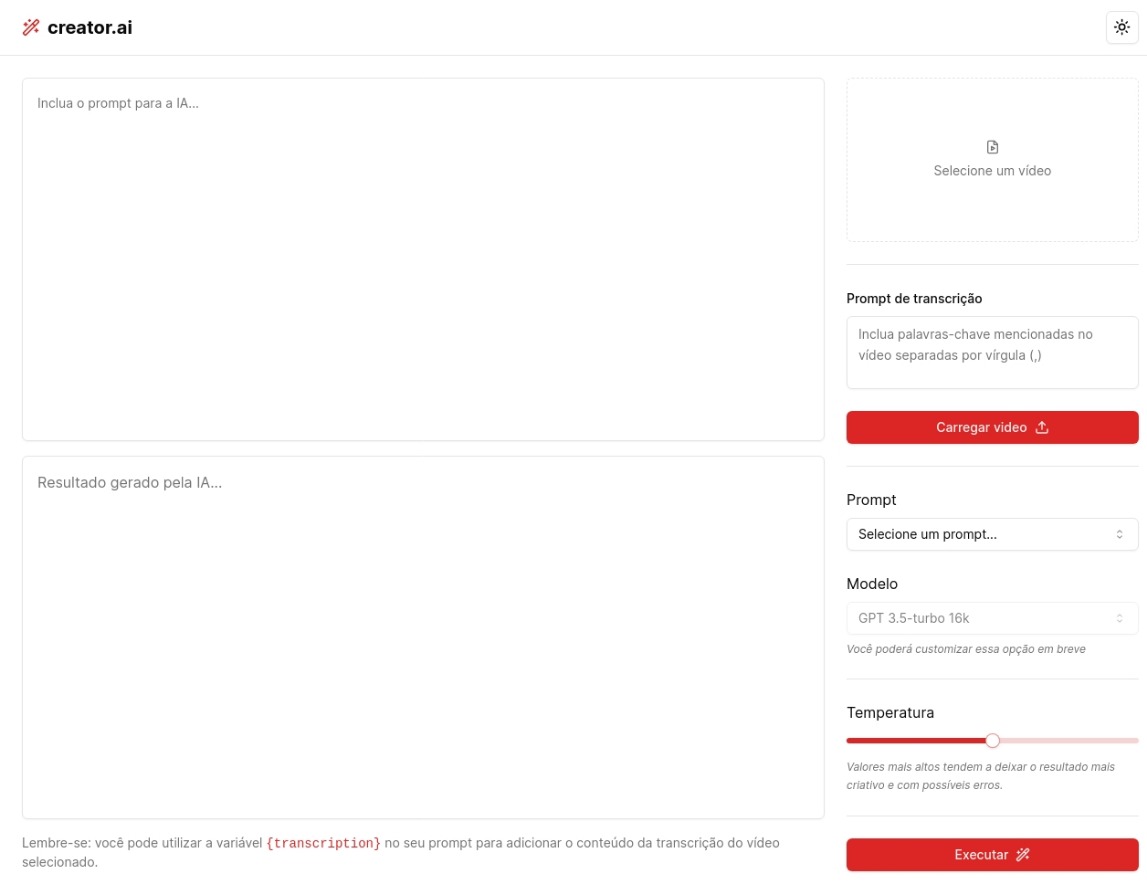 creator.ai
Inclua o prompt para a IA...
Resultado gerado pela IA...
Lembre-se: você pode utilizar a variável {transcription} no seu prompt para adicionar o conteúdo da transcrição do vídeo
selecionado.
Selecione um vídeo
Prompt de transcrição
Inclua palavras-chave mencionadas no
vídeo separadas por vírgula (,)
Carregar video
Prompt
Selecione um prompt...
Modelo
GPT 3.5-turbo 16k
Você poderá customizar essa opção em breve
Temperatura
Valores mais altos tendem a deixar o resultado mais
criativo e com possíveis erros.
Executar